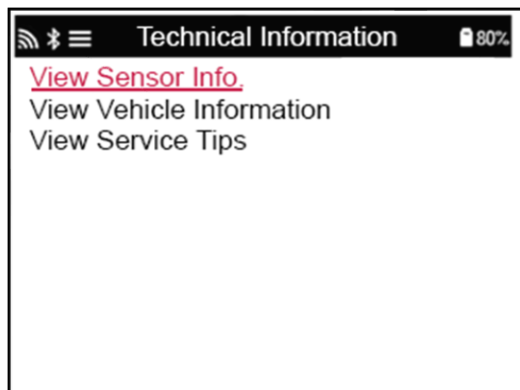 Technical Information 80%
View Sensor Info.
View Vehicle Information
View Service Tips